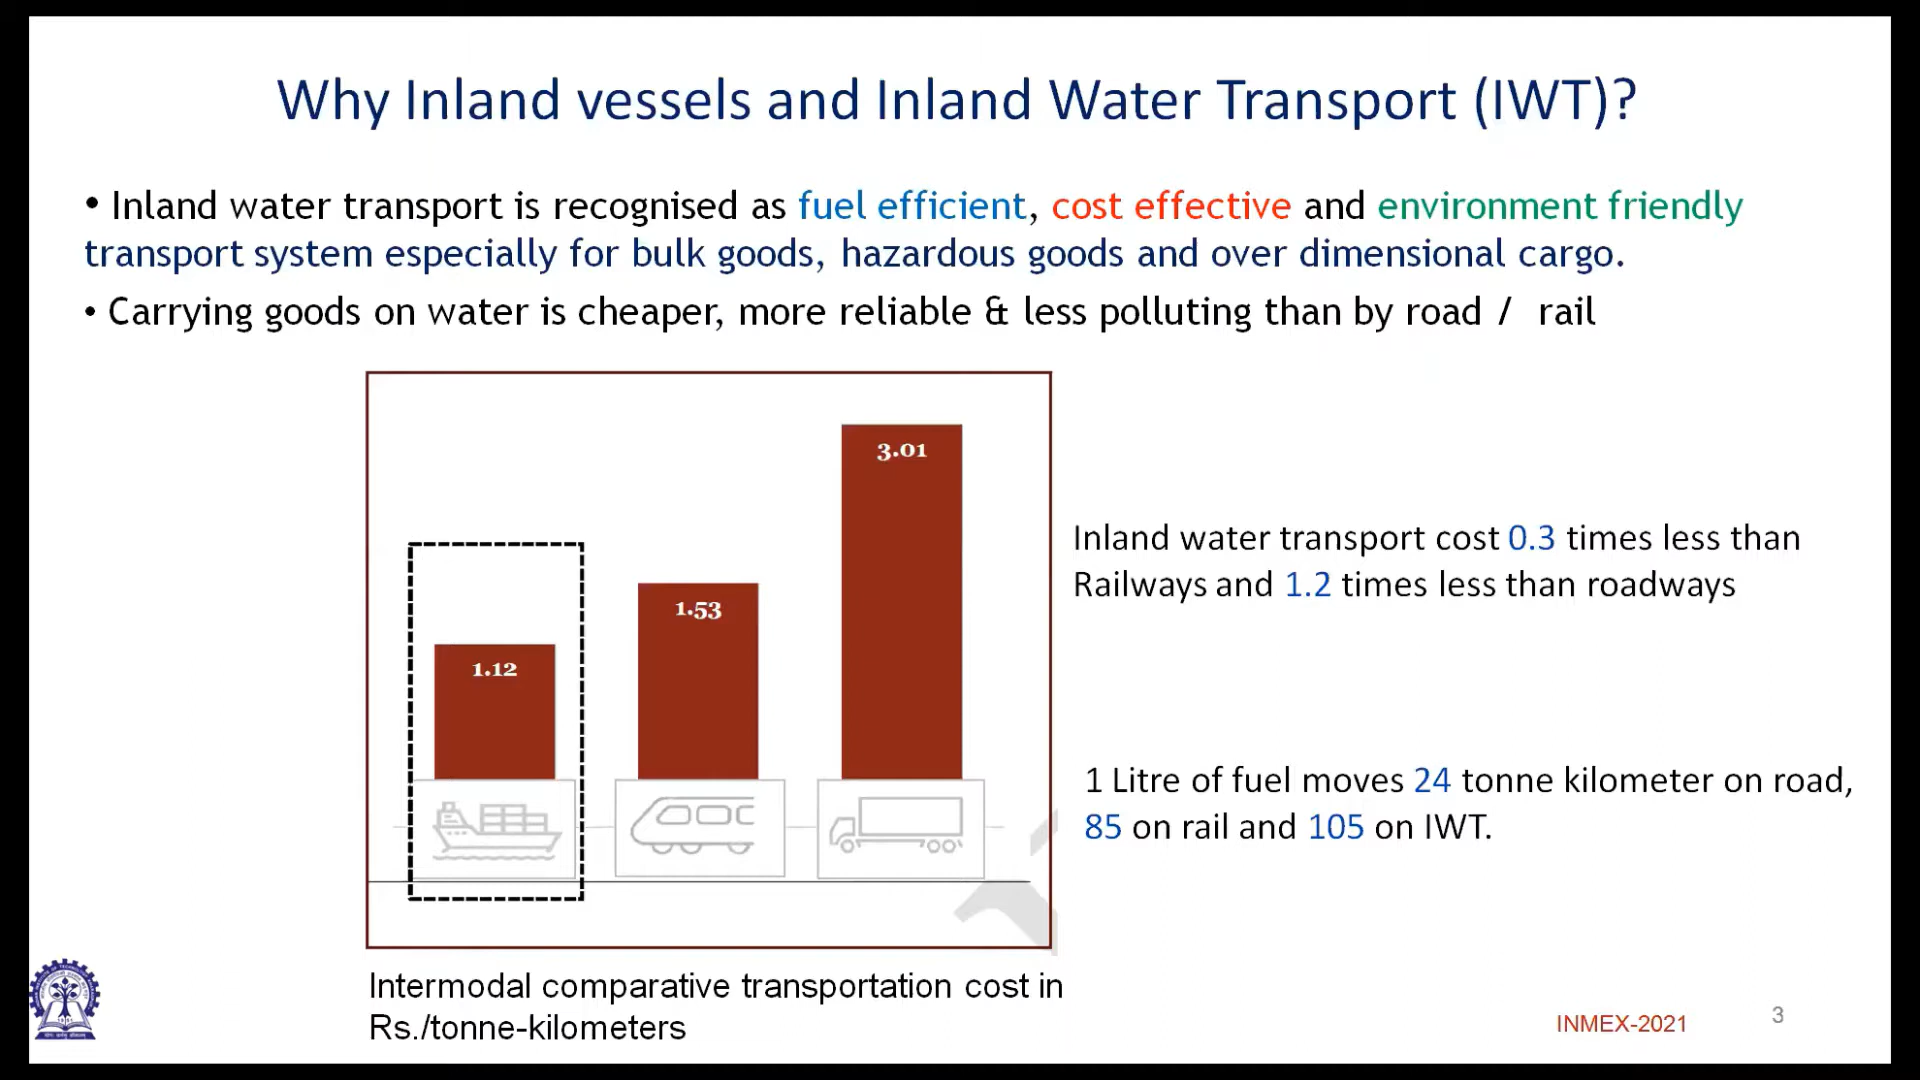 Why Inland vessels and Inland Water Transport (IWT)?
• Inland water transport is recognised as fuel efficient, cost effective and environment friendly
transport system especially for bulk goods, hazardous goods and over dimensional cargo.
• Carrying goods on water is cheaper, more reliable & less polluting than by road / rail
3.01
1.53
1.12
Inland water transport cost 0.3 times less than
Railways and 1.2 times less than roadways
1 Litre of fuel moves 24 tonne kilometer on road,
85 on rail and 105 on IWT.
Intermodal comparative transportation cost in
Rs./tonne-kilometers
INMEX-2021
3